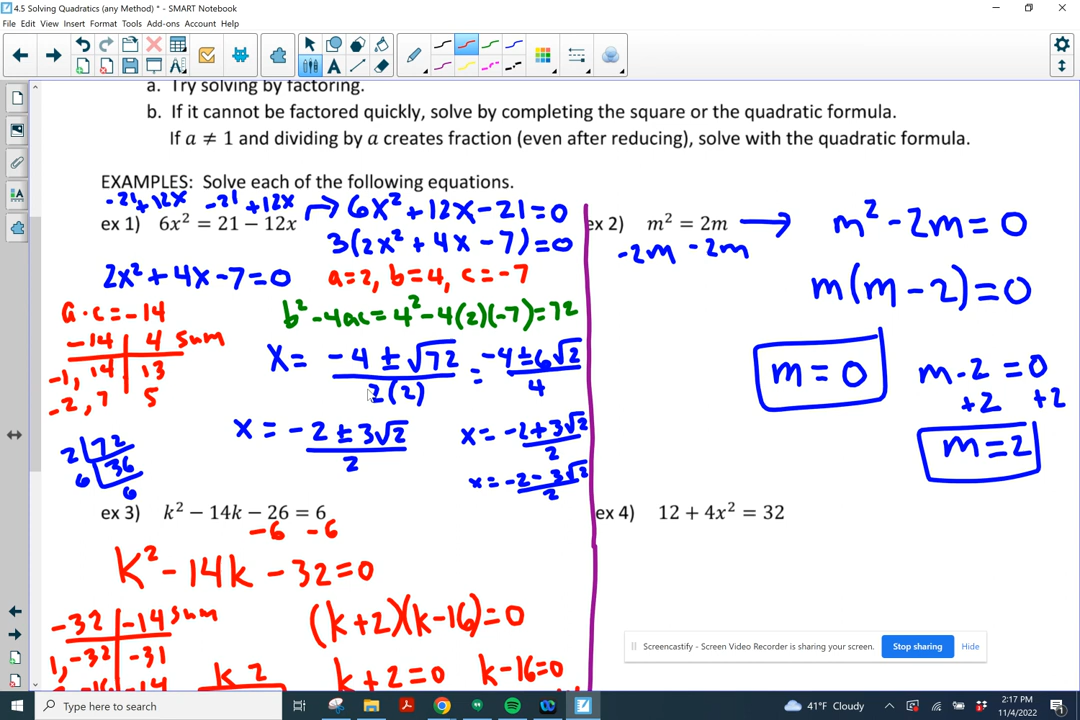 4.5 Solving Quadratics (any Method) * - SMART Notebook
File Edit View Insert Format Tools Add-ons Account Help
a. Try solving by factoring.
b. If it cannot be factored quickly, solve by completing the square or the quadratic formula.
If a ≠ 1 and dividing by a creates fraction (even after reducing), solve with the quadratic formula.
EXAMPLES: Solve each of the following equations.
-21+12x -21 +12x → 6x² + 12x - 21 = 0
ex 1) 6x² = 21 − 12x
3(2x² + 4x - 7) = 0
2x² + 4x - 7 = 0
a=2, b=4, c=-7
a·c = -14
b² - 4ac = 4² - 4(2)(-7) = 72
-14 | 4 sum
-1, 14 | 13
-2, 7 | 5
x = (-4 ± √72)/(2(2)) = (-4 ± 6√2)/4
x = (-2 ± 3√2)/2
x = (-2 + 3√2)/2
x = (-2 - 3√2)/2
2 | 72
6 | 36
6
ex 2) m² = 2m → m² - 2m = 0
-2m -2m
m(m - 2) = 0
m = 0
m - 2 = 0
+2 +2
m = 2
ex 3) k² − 14k − 26 = 6
-6 -6
k² - 14k - 32 = 0
(k+2)(k-16) = 0
-32 | -14 sum
1, -32 | -31
k+2=0 k-16=0
ex 4) 12 + 4x² = 32
Screencastify - Screen Video Recorder is sharing your screen.
Stop sharing
Hide
Type here to search
41°F Cloudy
2:17 PM
11/4/2022